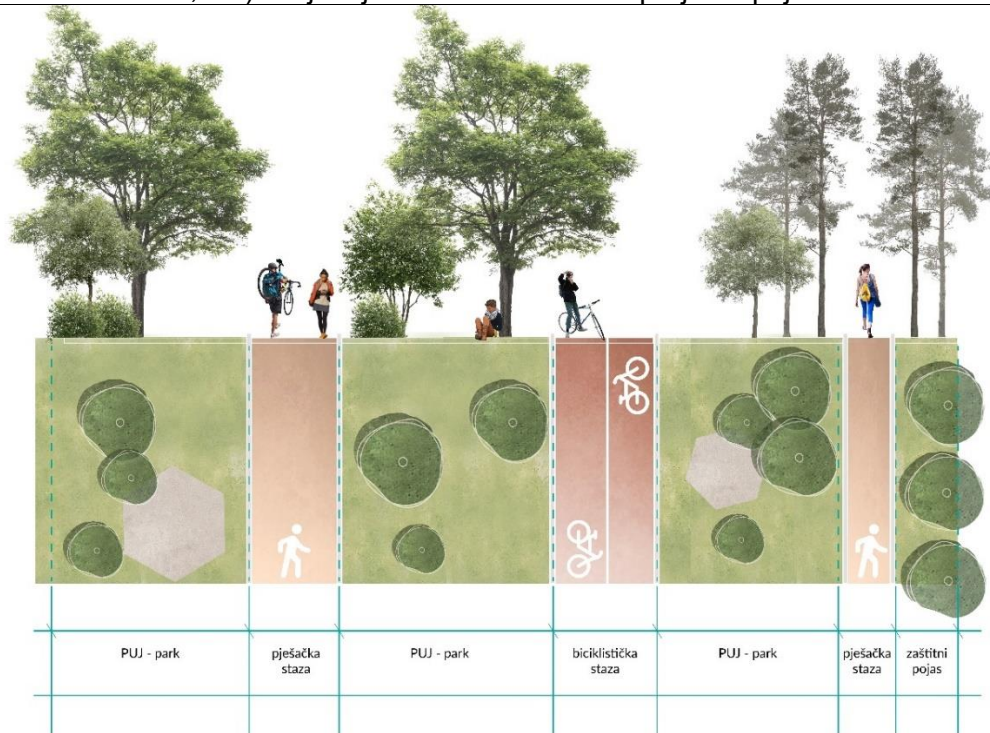 PUJ - park
pješačka
staza
PUJ - park
biciklistička
staza
PUJ - park
pješačka
staza
zaštitni
pojas